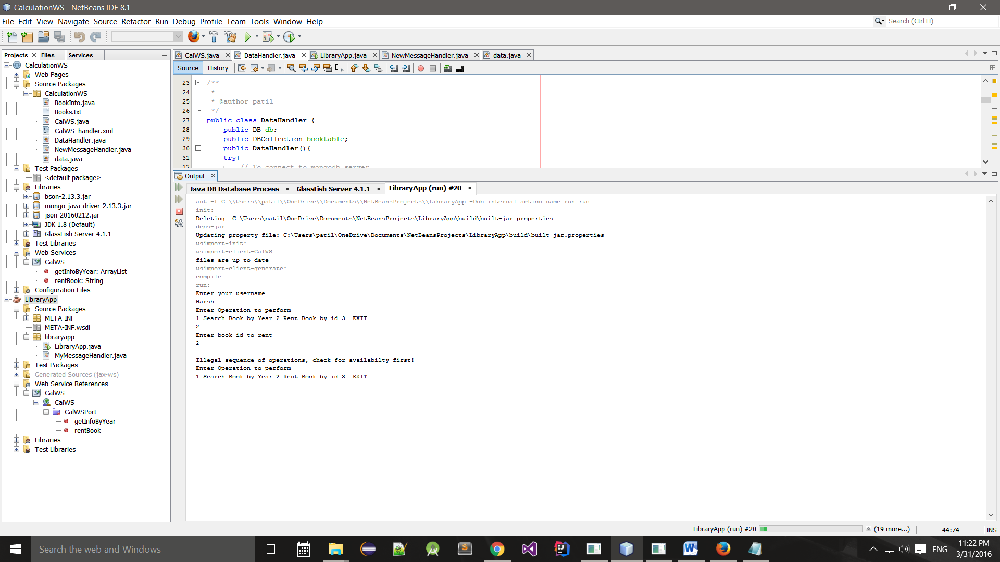 CalculationWS - NetBeans IDE 8.1
File Edit View Navigate Source Refactor Run Debug Profile Team Tools Window Help
Search (Ctrl+I)
Projects Files Services
CalculationWS
Web Pages
Source Packages
CalculationWS
BookInfo.java
Books.txt
CalWS.java
CalWS_handler.xml
DataHandler.java
NewMessageHandler.java
data.java
Test Packages
<default package>
Libraries
bson-2.13.3.jar
mongo-java-driver-2.13.3.jar
json-20160212.jar
JDK 1.8 (Default)
GlassFish Server 4.1.1
Test Libraries
Web Services
CalWS
getInfoByYear: ArrayList
rentBook: String
Configuration Files
LibraryApp
Source Packages
META-INF
META-INF.wsdl
libraryapp
LibraryApp.java
MyMessageHandler.java
Test Packages
Generated Sources (jax-ws)
Web Service References
CalWS
CalWS
CalWSPort
getInfoByYear
rentBook
Libraries
Test Libraries
CalWS.java DataHandler.java LibraryApp.java NewMessageHandler.java data.java
Source History
23 /**
24 *
25 * @author patil
26 */
27 public class DataHandler {
28 public DB db;
29 public DBCollection booktable;
30 public DataHandler(){
31 try{
32 // To connect to mongodb server
Output
Java DB Database Process GlassFish Server 4.1.1 LibraryApp (run) #20
ant -f C:\\Users\\patil\\OneDrive\\Documents\\NetBeansProjects\\LibraryApp -Dnb.internal.action.name=run run
init:
Deleting: C:\Users\patil\OneDrive\Documents\NetBeansProjects\LibraryApp\build\built-jar.properties
deps-jar:
Updating property file: C:\Users\patil\OneDrive\Documents\NetBeansProjects\LibraryApp\build\built-jar.properties
wsimport-init:
wsimport-client-CalWS:
files are up to date
wsimport-client-generate:
compile:
run:
Enter your username
Harsh
Enter Operation to perform
1.Search Book by Year 2.Rent Book by id 3. EXIT
2
Enter book id to rent
2
Illegal sequence of operations, check for availabilty first!
Enter Operation to perform
1.Search Book by Year 2.Rent Book by id 3. EXIT
LibraryApp (run) #20 (19 more...) 44:74 INS
Search the web and Windows
ENG
11:22 PM
3/31/2016